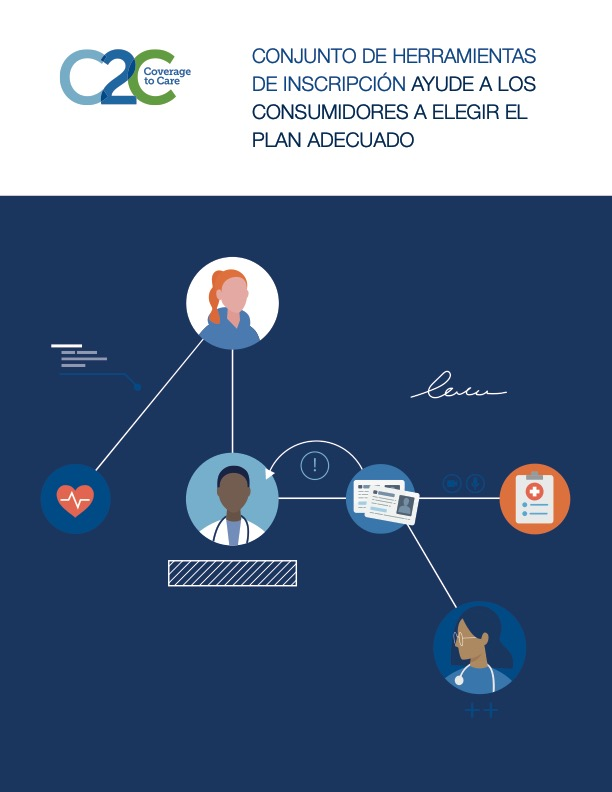 C2C
Coverage
to Care
CONJUNTO DE HERRAMIENTAS
DE INSCRIPCIÓN AYUDE A LOS
CONSUMIDORES A ELEGIR EL
PLAN ADECUADO